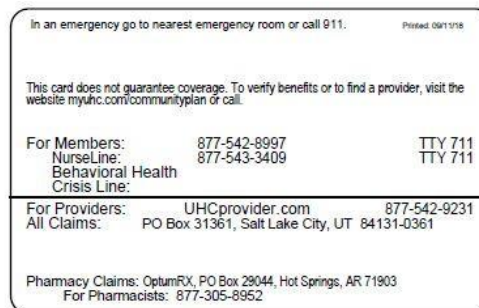 In an emergency go to nearest emergency room or call 911. Printed: 09/11/18
This card does not guarantee coverage. To verify benefits or to find a provider, visit the
website myuhc.com/communityplan or call.
For Members: 877-542-8997 TTY 711
NurseLine: 877-543-3409 TTY 711
Behavioral Health
Crisis Line:
For Providers: UHCprovider.com 877-542-9231
All Claims: PO Box 31361, Salt Lake City, UT 84131-0361
Pharmacy Claims: OptumRX, PO Box 29044, Hot Springs, AR 71903
For Pharmacists: 877-305-8952